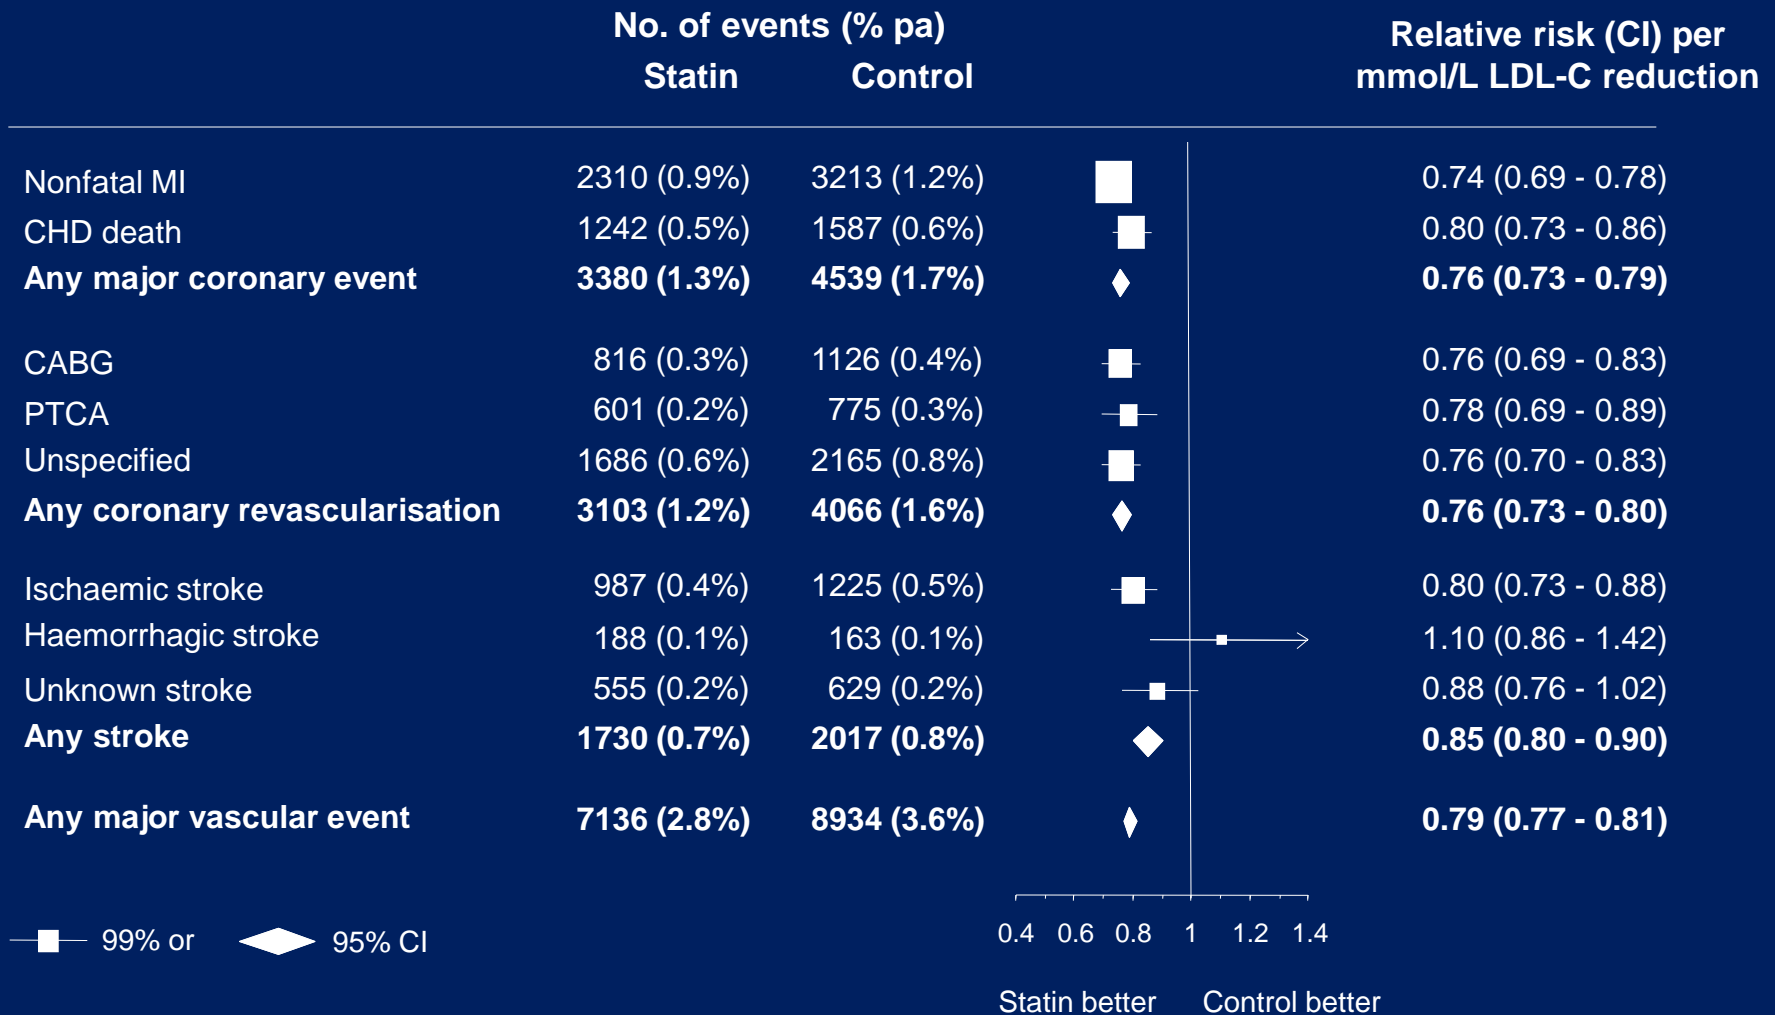 No. of events (% pa)
Relative risk (CI) per
mmol/L LDL-C reduction
Statin Control
Nonfatal MI 2310 (0.9%) 3213 (1.2%) 0.74 (0.69 - 0.78)
CHD death 1242 (0.5%) 1587 (0.6%) 0.80 (0.73 - 0.86)
Any major coronary event 3380 (1.3%) 4539 (1.7%) 0.76 (0.73 - 0.79)
CABG 816 (0.3%) 1126 (0.4%) 0.76 (0.69 - 0.83)
PTCA 601 (0.2%) 775 (0.3%) 0.78 (0.69 - 0.89)
Unspecified 1686 (0.6%) 2165 (0.8%) 0.76 (0.70 - 0.83)
Any coronary revascularisation 3103 (1.2%) 4066 (1.6%) 0.76 (0.73 - 0.80)
Ischaemic stroke 987 (0.4%) 1225 (0.5%) 0.80 (0.73 - 0.88)
Haemorrhagic stroke 188 (0.1%) 163 (0.1%) 1.10 (0.86 - 1.42)
Unknown stroke 555 (0.2%) 629 (0.2%) 0.88 (0.76 - 1.02)
Any stroke 1730 (0.7%) 2017 (0.8%) 0.85 (0.80 - 0.90)
Any major vascular event 7136 (2.8%) 8934 (3.6%) 0.79 (0.77 - 0.81)
99% or 95% CI
0.4 0.6 0.8 1 1.2 1.4
Statin better Control better